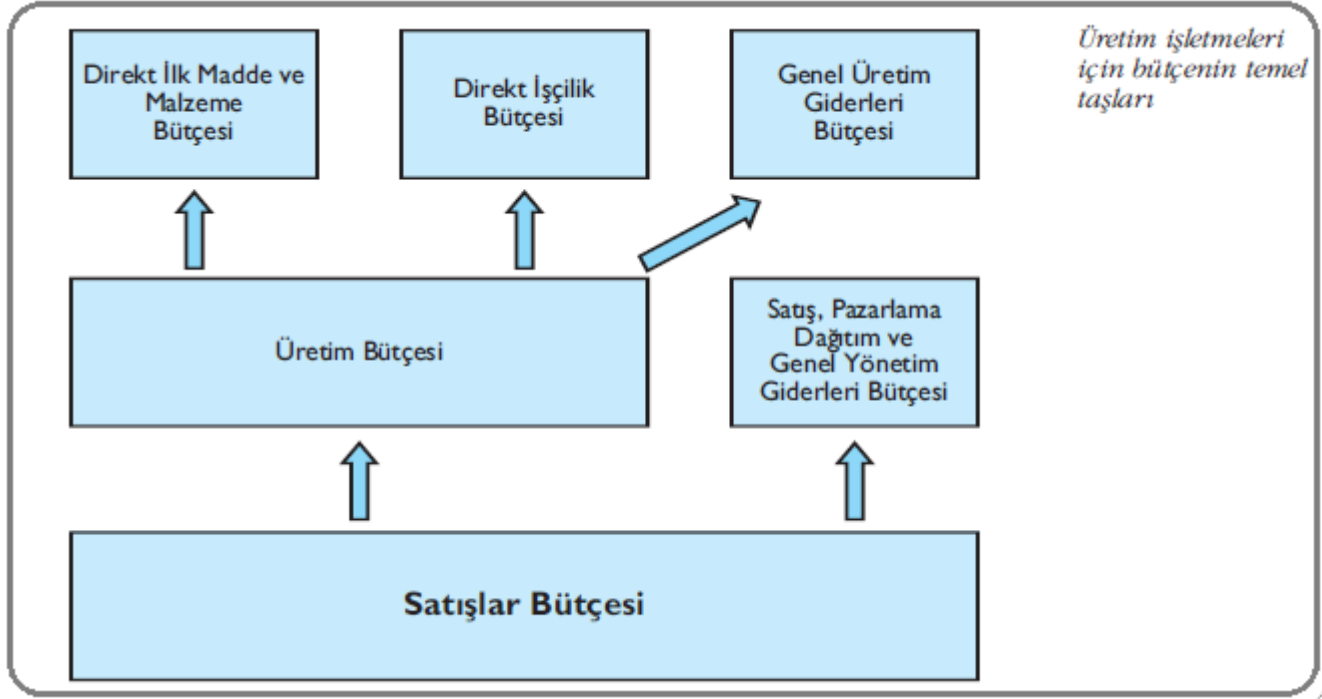 Direkt İlk Madde ve
Malzeme
Bütçesi
Direkt İşçilik
Bütçesi
Genel Üretim
Giderleri
Bütçesi
Üretim işletmeleri
için bütçenin temel
taşları
Üretim Bütçesi
Satış, Pazarlama
Dağıtım ve
Genel Yönetim
Giderleri Bütçesi
Satışlar Bütçesi